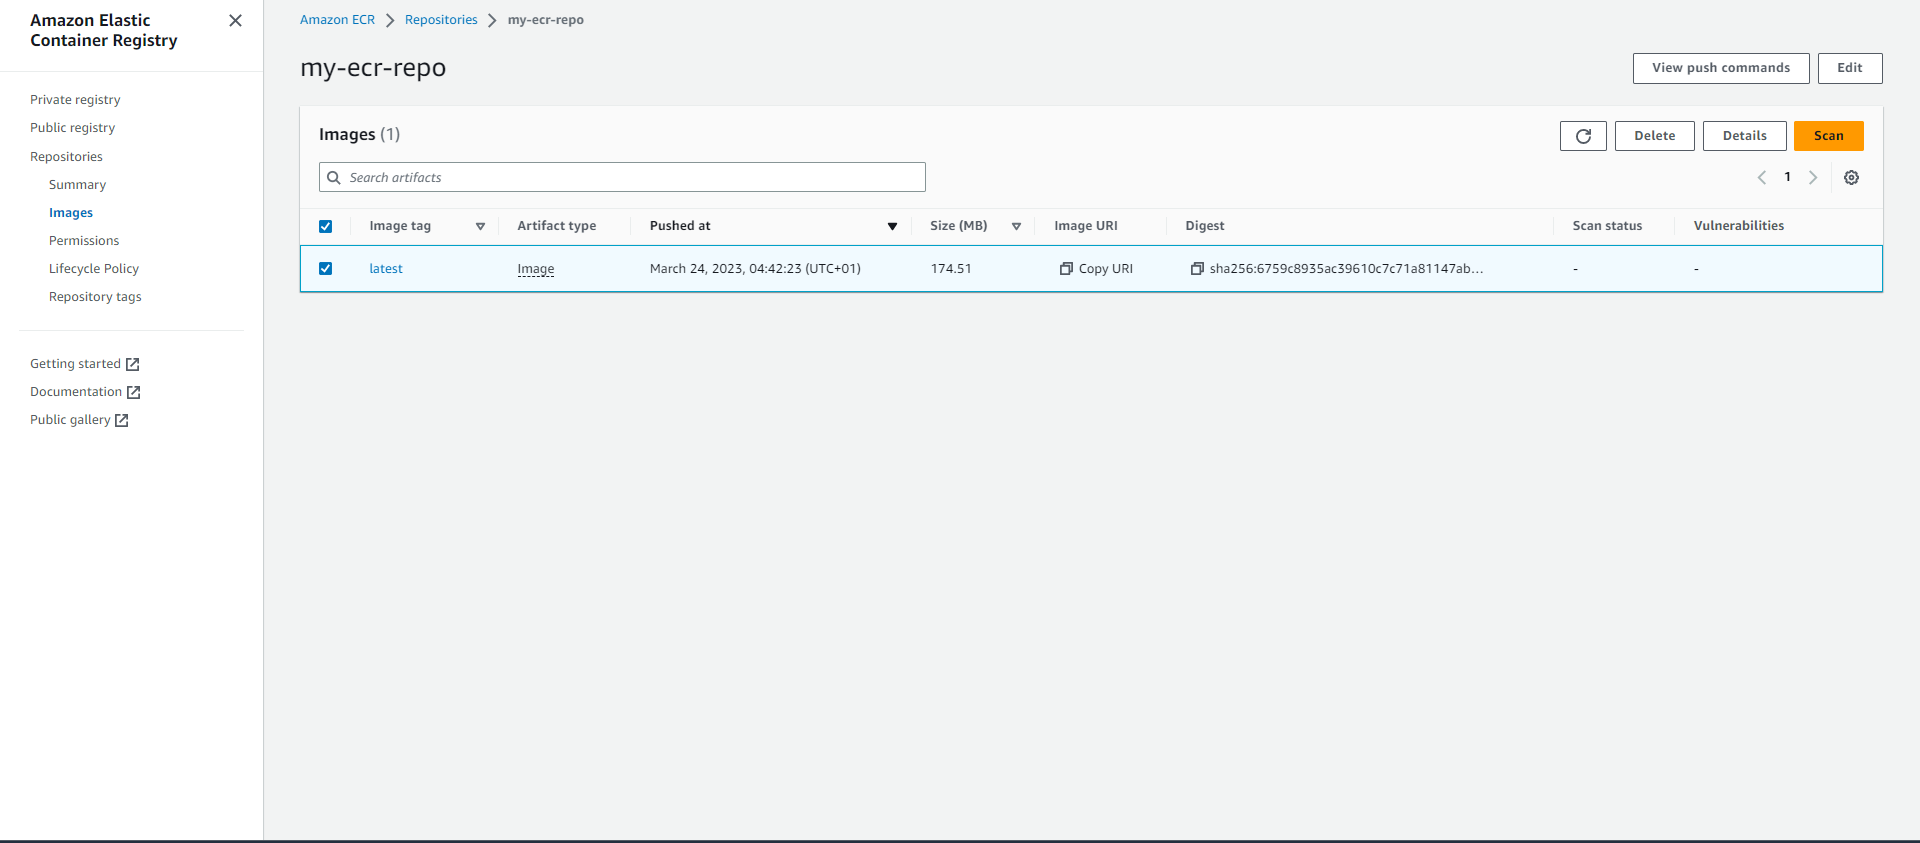 Amazon Elastic
Container Registry
Private registry
Public registry
Repositories
Summary
Images
Permissions
Lifecycle Policy
Repository tags
Getting started
Documentation
Public gallery
Amazon ECR Repositories my-ecr-repo
my-ecr-repo
View push commands Edit
Images (1)
Delete Details Scan
Search artifacts
1
Image tag Artifact type Pushed at Size (MB) Image URI Digest Scan status Vulnerabilities
latest Image March 24, 2023, 04:42:23 (UTC+01) 174.51 Copy URI sha256:6759c8935ac39610c7c71a81147ab... - -